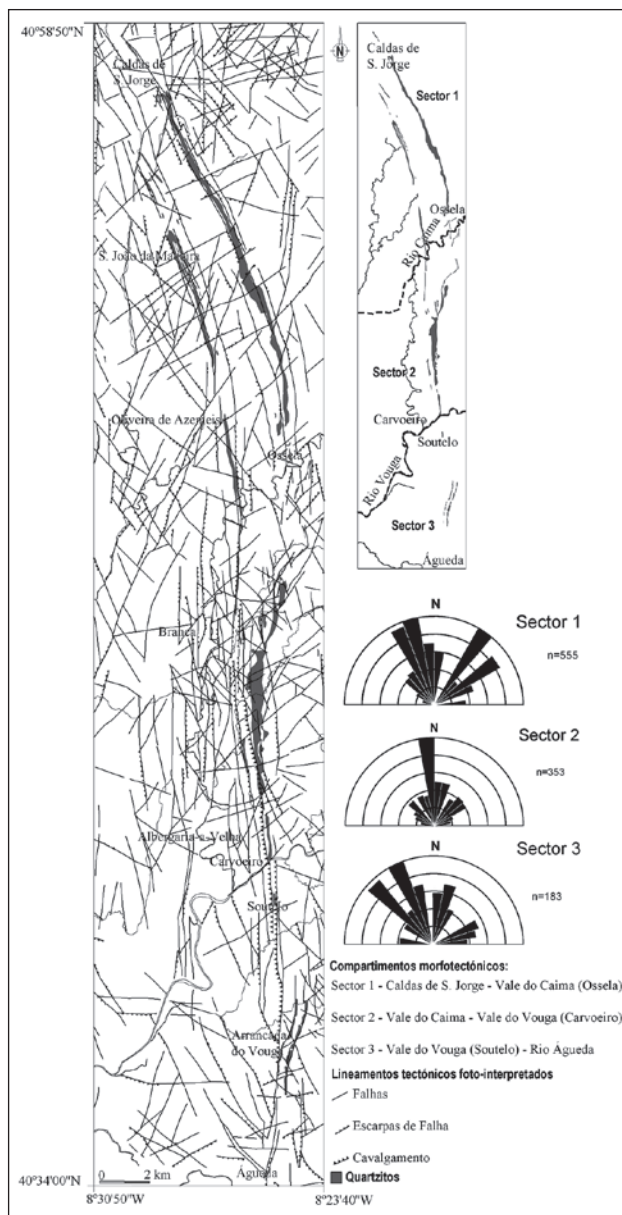 40°58'50"N
Caldas de
S. Jorge
S. João da Madeira
Oliveira de Azemeis
Ossela
Branca
Albergaria-a-Velha
Carvoeiro
Soutelo
Arrancada
do Vouga
Águeda
40°34'00"N
0 2 km
8°30'50"W
8°23'40"W
N
Caldas de
S. Jorge
Sector 1
Ossela
Rio Caima
Sector 2
Carvoeiro
Soutelo
Rio Vouga
Sector 3
Águeda
N
Sector 1
n=555
N
Sector 2
n=353
N
Sector 3
n=183
Compartimentos morfotectónicos:
Sector 1 - Caldas de S. Jorge - Vale do Caima (Ossela)
Sector 2 - Vale do Caima - Vale do Vouga (Carvoeiro)
Sector 3 - Vale do Vouga (Soutelo) - Rio Águeda
Lineamentos tectónicos foto-interpretados
Falhas
Escarpas de Falha
Cavalgamento
Quartzitos